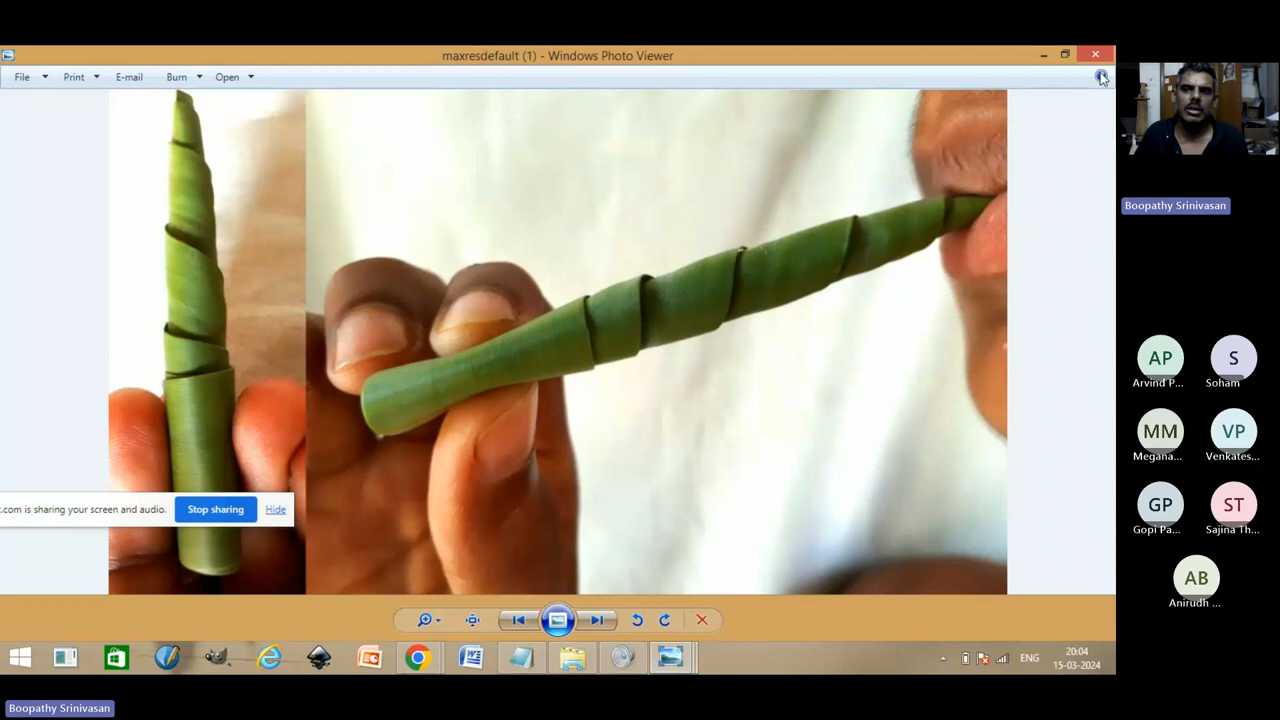 maxresdefault (1) - Windows Photo Viewer
File Print E-mail Burn Open
Boopathy Srinivasan
AP S
Arvind P... Soham
MM VP
Megana... Venkates...
GP ST
Gopi Pa... Sajina Th...
AB
Anirudh ...
.com is sharing your screen and audio. Stop sharing Hide
ENG 20:04
15-03-2024
Boopathy Srinivasan